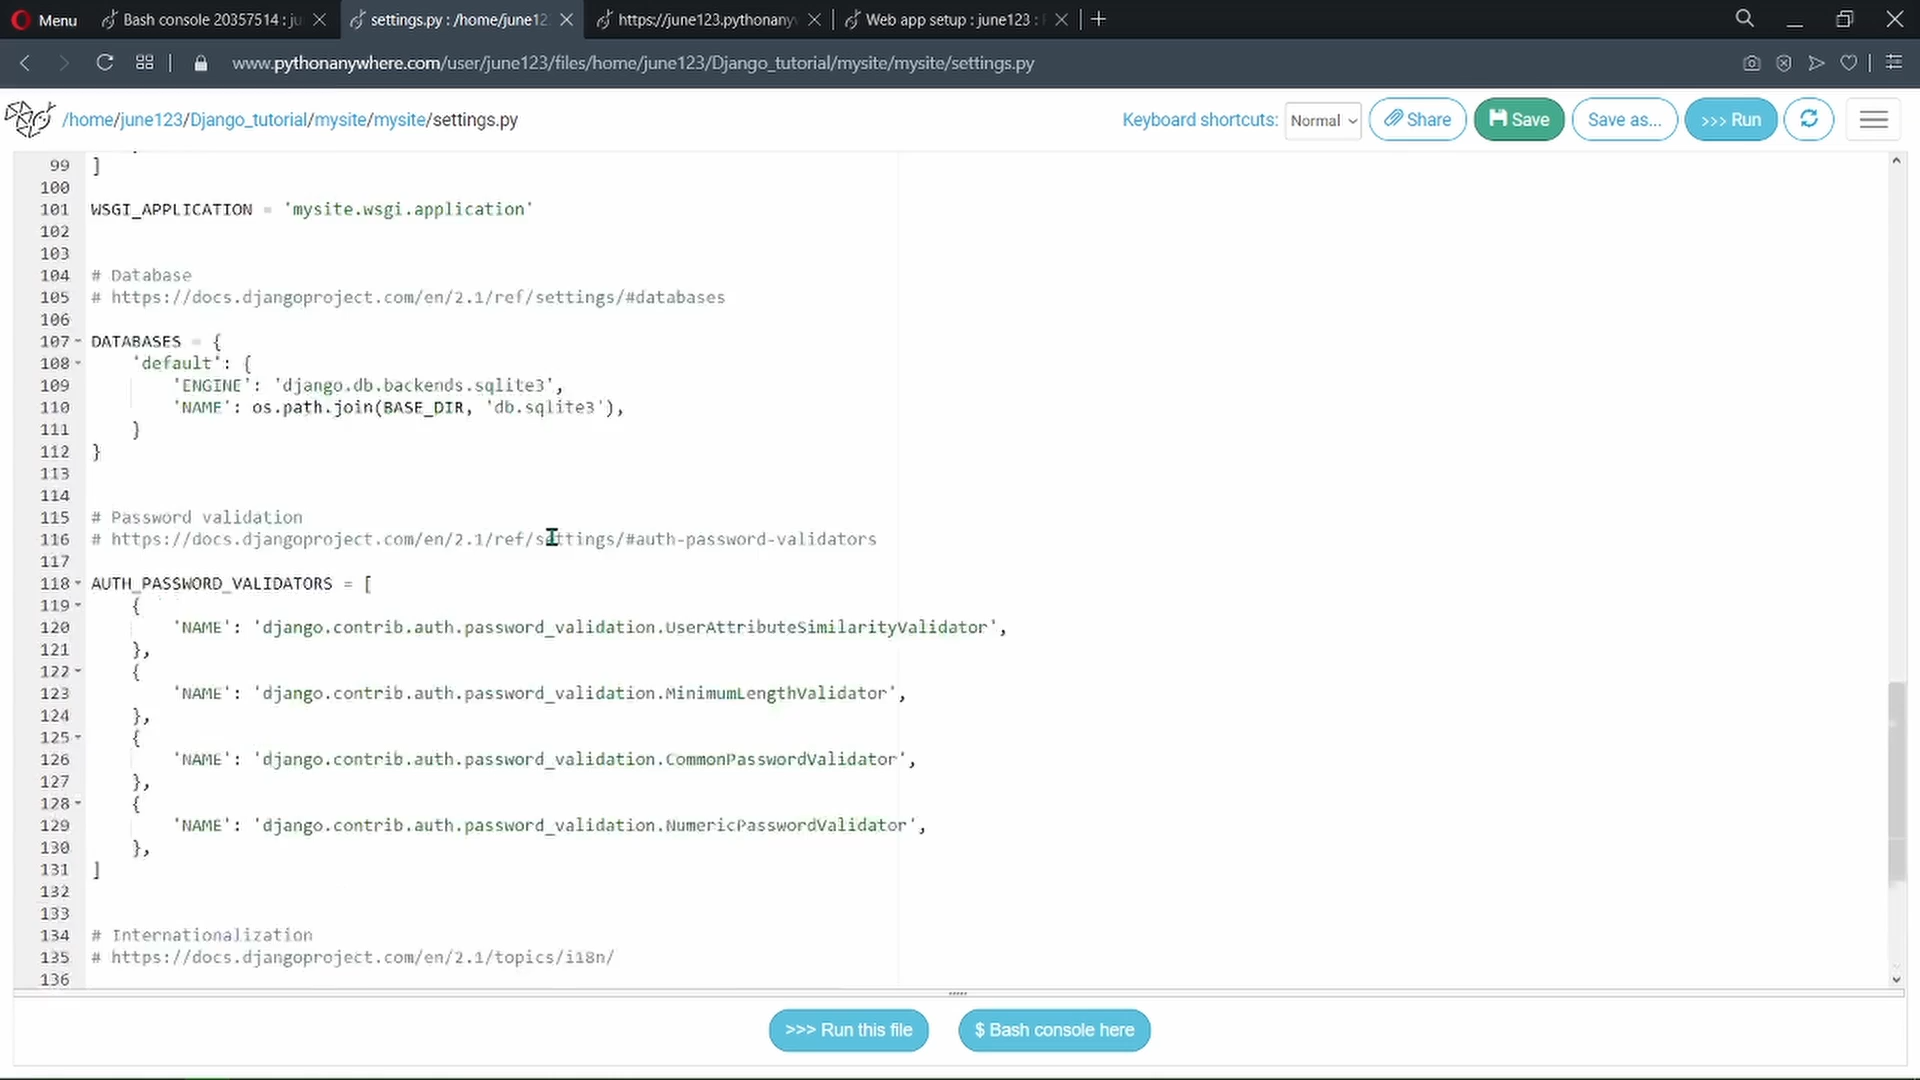 Menu
Bash console 20357514 : ju
settings.py : /home/june12
https://june123.pythonany
Web app setup : june123 :
www.pythonanywhere.com/user/june123/files/home/june123/Django_tutorial/mysite/mysite/settings.py
/home/june123/Django_tutorial/mysite/mysite/settings.py
Keyboard shortcuts: Normal Share Save Save as... >>> Run
99 ]
100
101 WSGI_APPLICATION = 'mysite.wsgi.application'
102
103
104 # Database
105 # https://docs.djangoproject.com/en/2.1/ref/settings/#databases
106
107 DATABASES = {
108 'default': {
109 'ENGINE': 'django.db.backends.sqlite3',
110 'NAME': os.path.join(BASE_DIR, 'db.sqlite3'),
111 }
112 }
113
114
115 # Password validation
116 # https://docs.djangoproject.com/en/2.1/ref/settings/#auth-password-validators
117
118 AUTH_PASSWORD_VALIDATORS = [
119 {
120 'NAME': 'django.contrib.auth.password_validation.UserAttributeSimilarityValidator',
121 },
122 {
123 'NAME': 'django.contrib.auth.password_validation.MinimumLengthValidator',
124 },
125 {
126 'NAME': 'django.contrib.auth.password_validation.CommonPasswordValidator',
127 },
128 {
129 'NAME': 'django.contrib.auth.password_validation.NumericPasswordValidator',
130 },
131 ]
132
133
134 # Internationalization
135 # https://docs.djangoproject.com/en/2.1/topics/i18n/
136
>>> Run this file
$ Bash console here